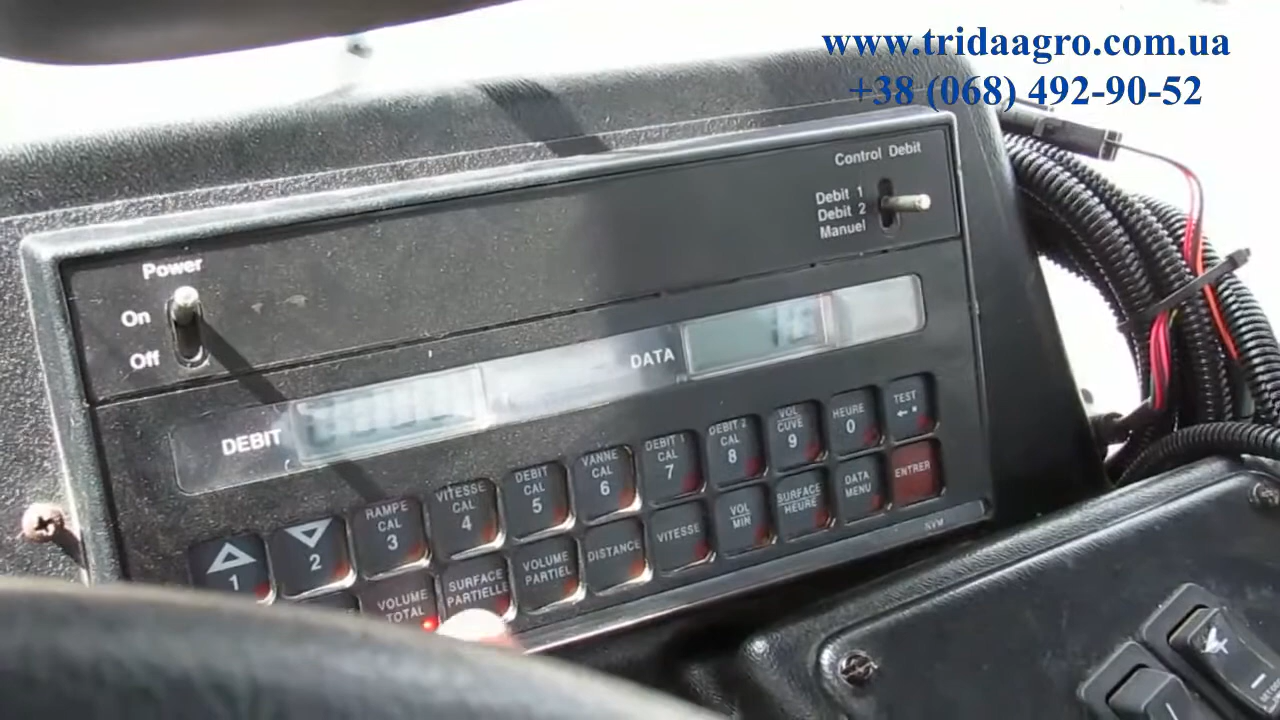 www.tridaagro.com.ua
+38 (068) 492-90-52
Control Debit
Debit 1
Debit 2
Manuel
Power
On
Off
DATA
DEBIT
1
2
RAMPE
CAL
3
VITESSE
CAL
4
DEBIT
CAL
5
VANNE
CAL
6
DEBIT 1
CAL
7
DEBIT 2
CAL
8
VOL
CUVE
9
HEURE
0
TEST
VOLUME
TOTAL
SURFACE
PARTIELLE
VOLUME
PARTIEL
DISTANCE
VITESSE
VOL
MIN
SURFACE
HEURE
DATA
MENU
ENTRER
NVM